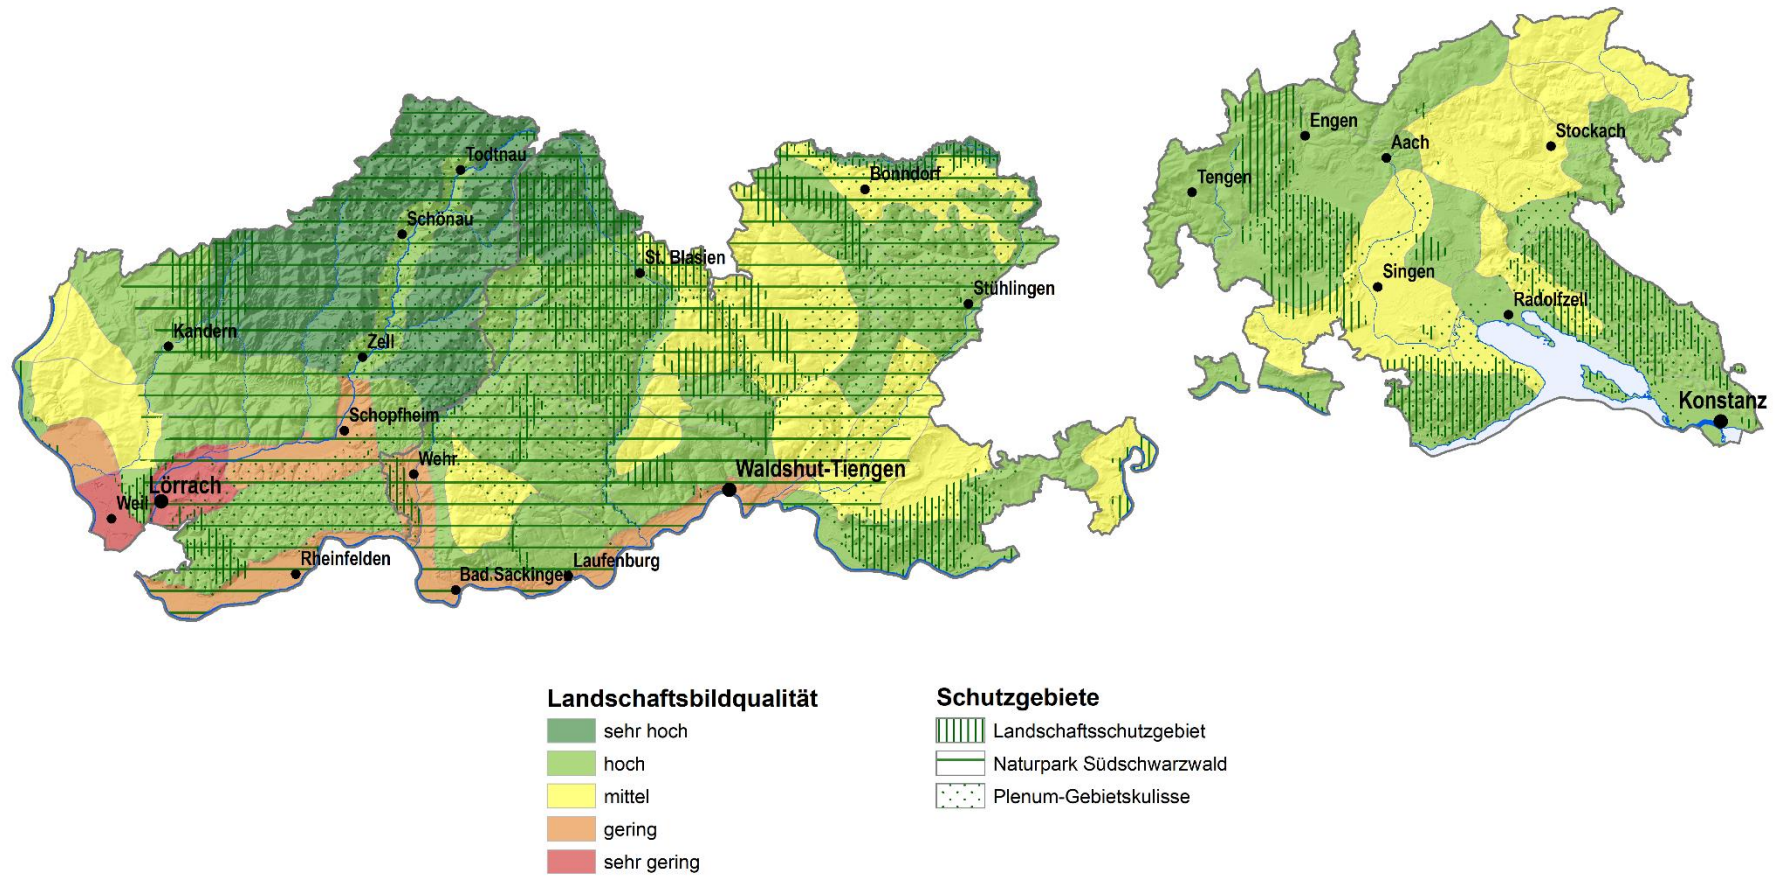 Engen
Aach
Stockach
Todtnau
Bonndorf
Tengen
Schönau
St. Blasien
Singen
Stühlingen
Radolfzell
Kandern
Zell
Konstanz
Schopfheim
Wehr
Waldshut-Tiengen
Lörrach
Weil
Rheinfelden
Laufenburg
Bad Säckingen
Landschaftsbildqualität
sehr hoch
hoch
mittel
gering
sehr gering
Schutzgebiete
Landschaftsschutzgebiet
Naturpark Südschwarzwald
Plenum-Gebietskulisse